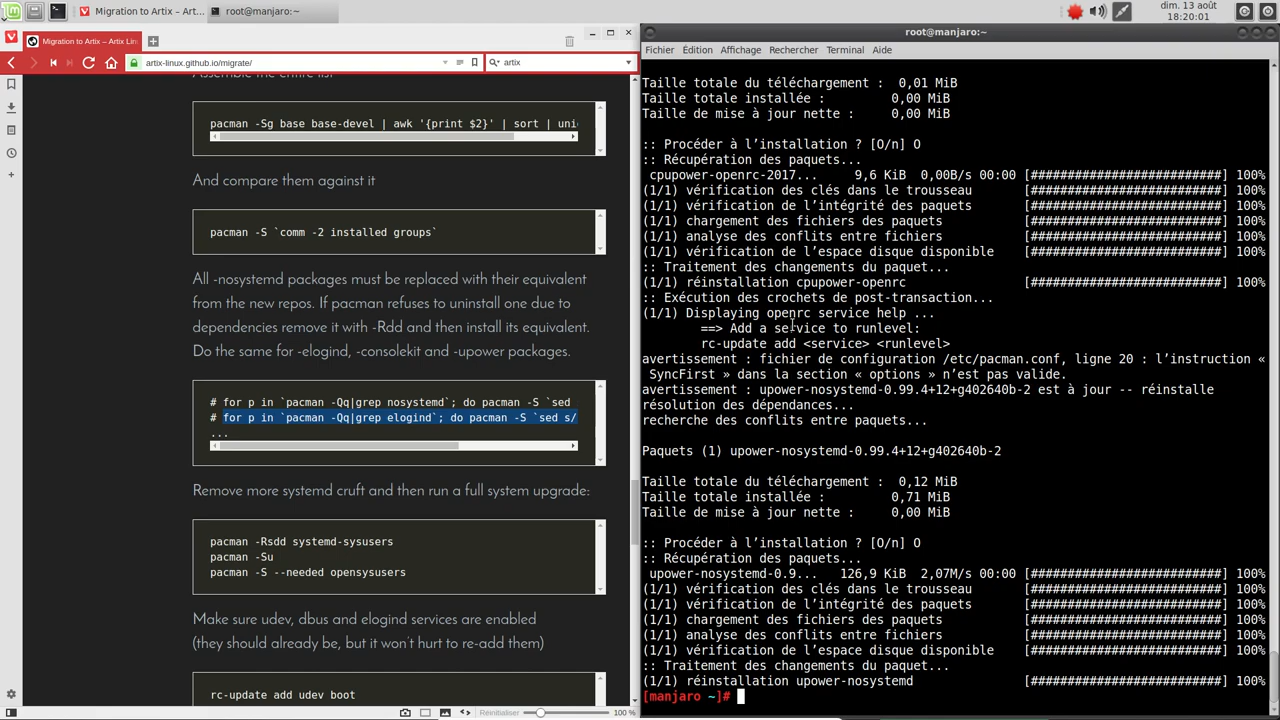 Migration to Artix – Art...
root@manjaro:~
dim. 13 août
18:20:01
Migration to Artix – Artix Lin
artix-linux.github.io/migrate/
artix
Assemble the entire list
pacman -Sg base base-devel | awk '{print $2}' | sort | uni
And compare them against it
pacman -S `comm -2 installed groups`
All -nosystemd packages must be replaced with their equivalent
from the new repos. If pacman refuses to uninstall one due to
dependencies remove it with -Rdd and then install its equivalent.
Do the same for -elogind, -consolekit and -upower packages.
# for p in `pacman -Qq|grep nosystemd`; do pacman -S `sed
# for p in `pacman -Qq|grep elogind`; do pacman -S `sed s/
...
Remove more systemd cruft and then run a full system upgrade:
pacman -Rsdd systemd-sysusers
pacman -Su
pacman -S --needed opensysusers
Make sure udev, dbus and elogind services are enabled
(they should already be, but it won't hurt to re-add them)
rc-update add udev boot
Réinitialiser
100 %
root@manjaro:~
Fichier Édition Affichage Rechercher Terminal Aide
Taille totale du téléchargement : 0,01 MiB
Taille totale installée : 0,00 MiB
Taille de mise à jour nette : 0,00 MiB
:: Procéder à l’installation ? [O/n] O
:: Récupération des paquets...
cpupower-openrc-2017... 9,6 KiB 0,00B/s 00:00 [##########################] 100%
(1/1) vérification des clés dans le trousseau [##########################] 100%
(1/1) vérification de l’intégrité des paquets [##########################] 100%
(1/1) chargement des fichiers des paquets [##########################] 100%
(1/1) analyse des conflits entre fichiers [##########################] 100%
(1/1) vérification de l’espace disque disponible [##########################] 100%
:: Traitement des changements du paquet...
(1/1) réinstallation cpupower-openrc [##########################] 100%
:: Exécution des crochets de post-transaction...
(1/1) Displaying openrc service help ...
==> Add a service to runlevel:
rc-update add <service> <runlevel>
avertissement : fichier de configuration /etc/pacman.conf, ligne 20 : l’instruction «
SyncFirst » dans la section « options » n’est pas valide.
avertissement : upower-nosystemd-0.99.4+12+g402640b-2 est à jour -- réinstalle
résolution des dépendances...
recherche des conflits entre paquets...
Paquets (1) upower-nosystemd-0.99.4+12+g402640b-2
Taille totale du téléchargement : 0,12 MiB
Taille totale installée : 0,71 MiB
Taille de mise à jour nette : 0,00 MiB
:: Procéder à l’installation ? [O/n] O
:: Récupération des paquets...
upower-nosystemd-0.9... 126,9 KiB 2,07M/s 00:00 [##########################] 100%
(1/1) vérification des clés dans le trousseau [##########################] 100%
(1/1) vérification de l’intégrité des paquets [##########################] 100%
(1/1) chargement des fichiers des paquets [##########################] 100%
(1/1) analyse des conflits entre fichiers [##########################] 100%
(1/1) vérification de l’espace disque disponible [##########################] 100%
:: Traitement des changements du paquet...
(1/1) réinstallation upower-nosystemd [##########################] 100%
[manjaro ~]#